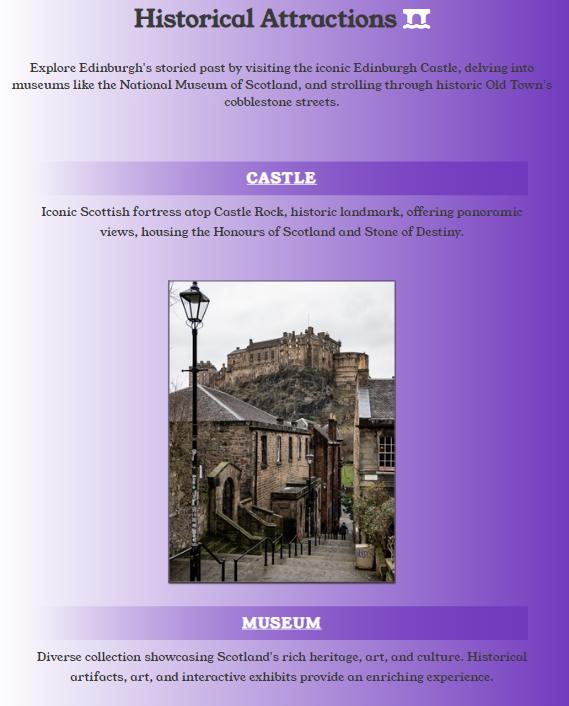 Historical Attractions
Explore Edinburgh's storied past by visiting the iconic Edinburgh Castle, delving into
museums like the National Museum of Scotland, and strolling through historic Old Town's
cobblestone streets.
CASTLE
Iconic Scottish fortress atop Castle Rock, historic landmark, offering panoramic
views, housing the Honours of Scotland and Stone of Destiny.
MUSEUM
Diverse collection showcasing Scotland's rich heritage, art, and culture. Historical
artifacts, art, and interactive exhibits provide an enriching experience.